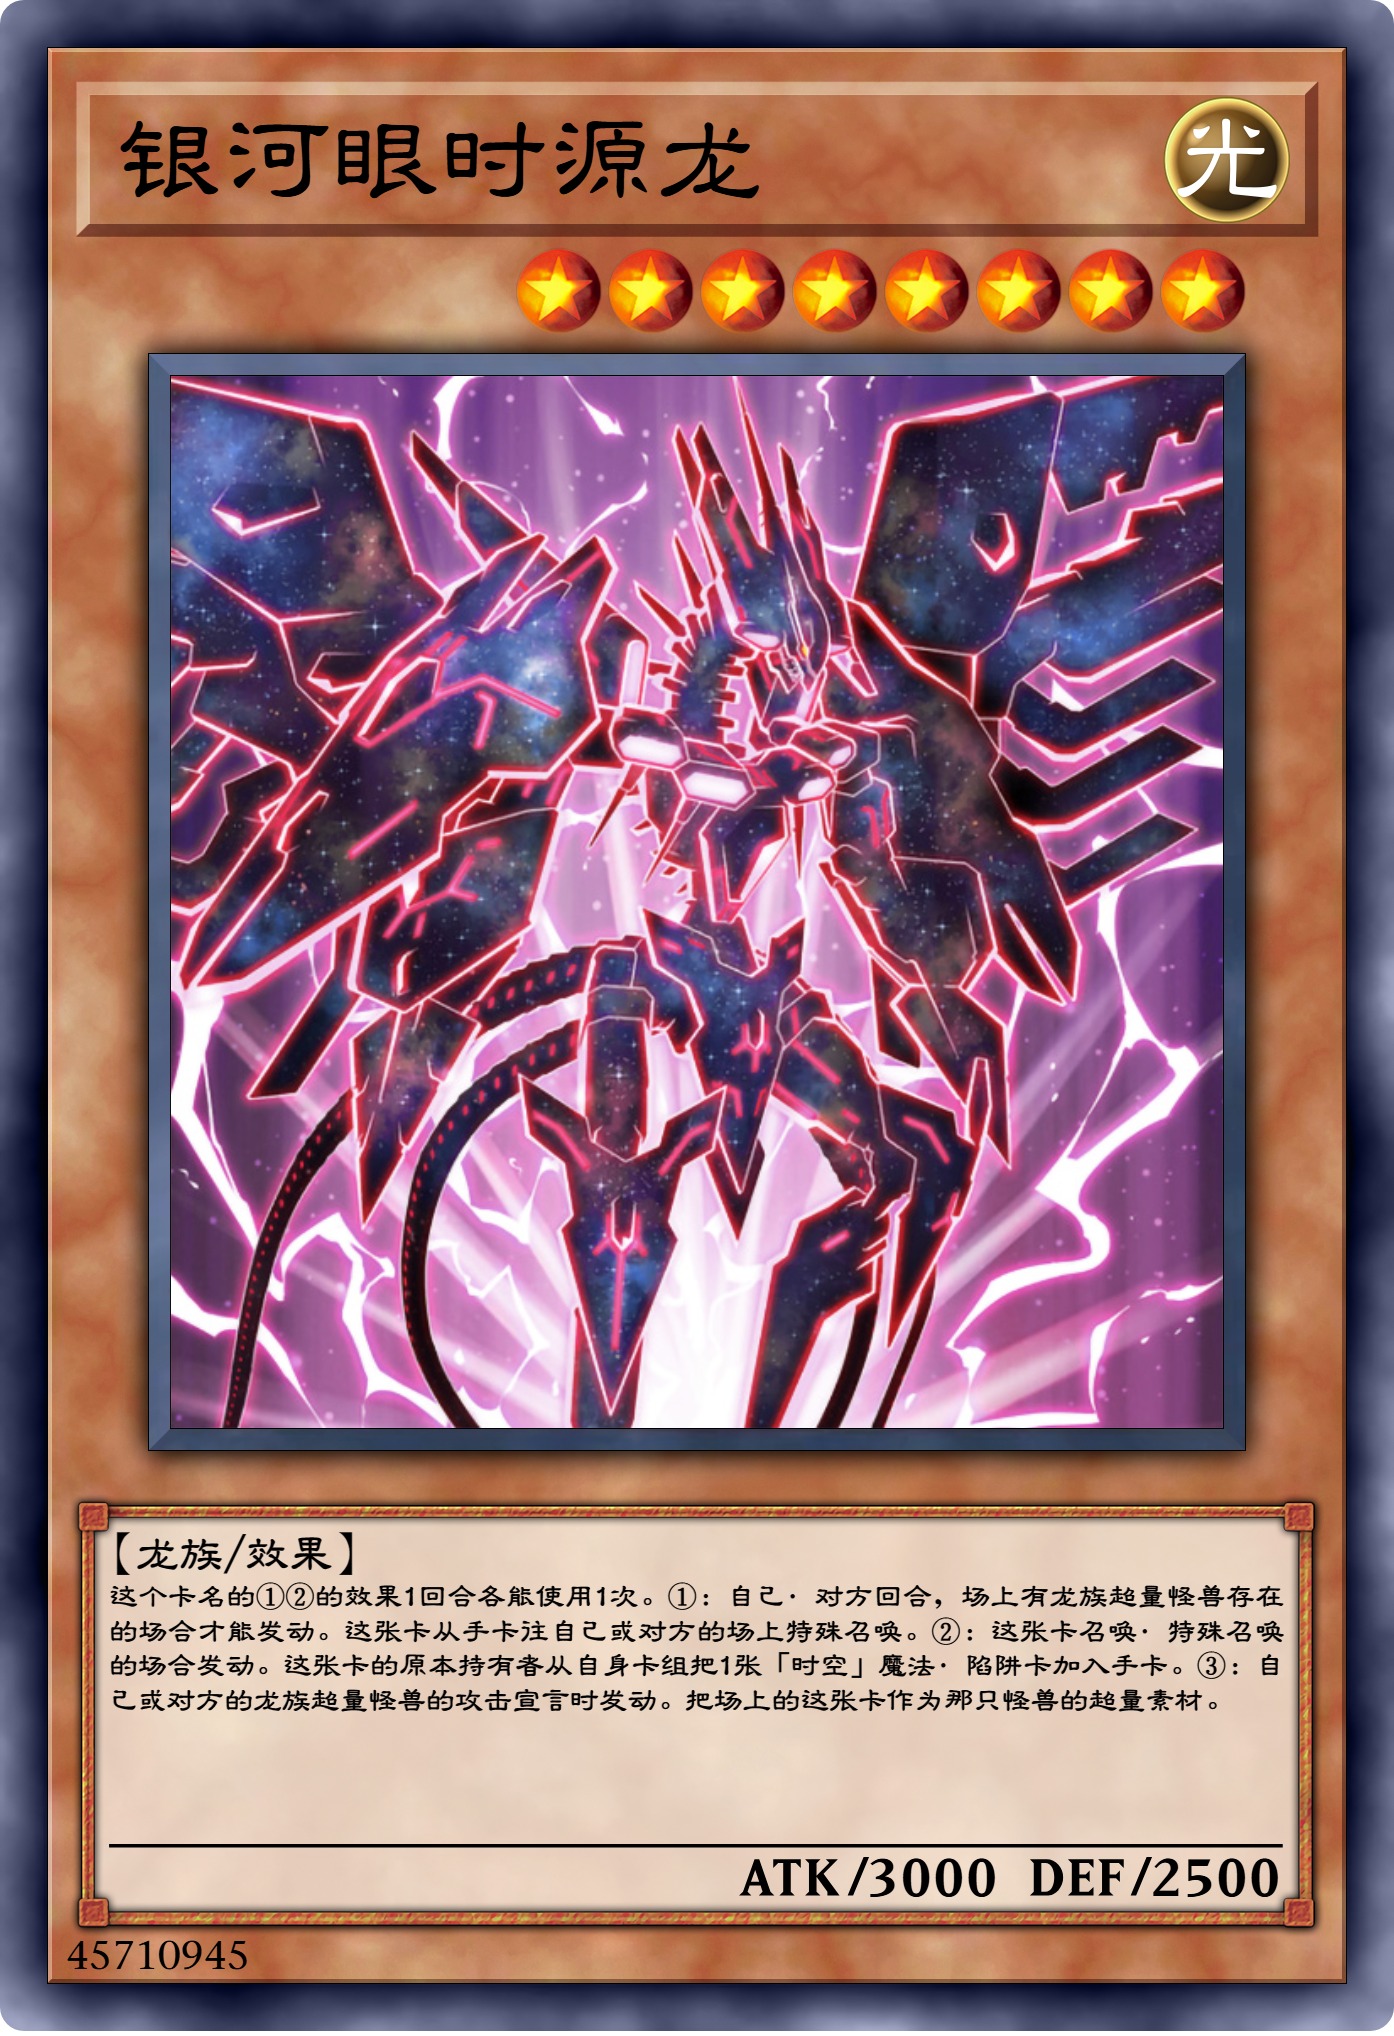 银河眼时源龙
光
【龙族/效果】
这个卡名的①②的效果1回合各能使用1次。①：自己·对方回合，场上有龙族超量怪兽存在
的场合才能发动。这张卡从手卡往自己或对方的场上特殊召唤。②：这张卡召唤·特殊召唤
的场合发动。这张卡的原本持有者从自身卡组把1张「时空」魔法·陷阱卡加入手卡。③：自
己或对方的龙族超量怪兽的攻击宣言时发动。把场上的这张卡作为那只怪兽的超量素材。
ATK/3000 DEF/2500
45710945